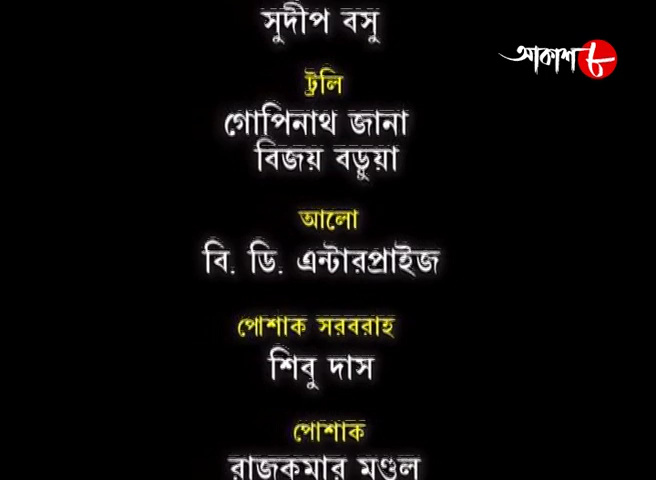 সুদীপ বসু
আকাশ ৮
ট্রলি
গোপিনাথ জানা
বিজয় বড়ুয়া
আলো
বি. ডি. এন্টারপ্রাইজ
পোশাক সরবরাহ
শিবু দাস
পোশাক
রাজকুমার মণ্ডল